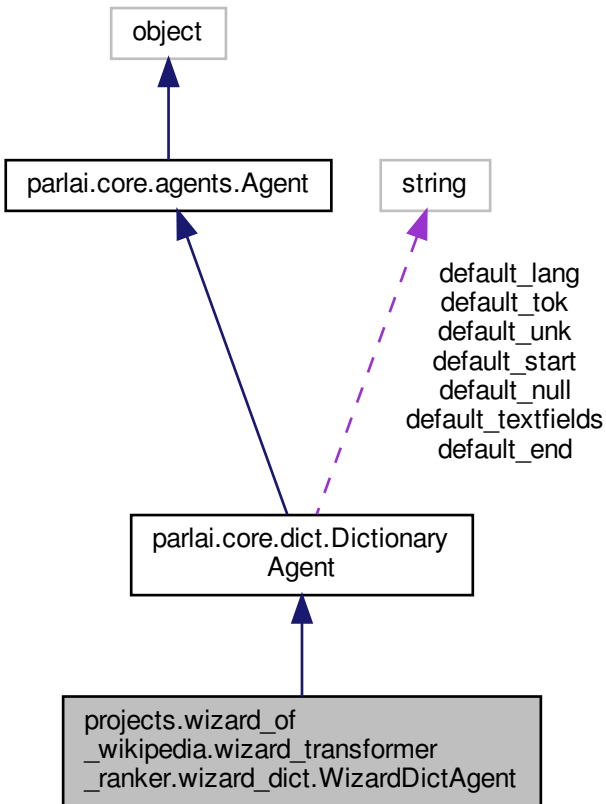 object
parlai.core.agents.Agent
string
default_lang
default_tok
default_unk
default_start
default_null
default_textfields
default_end
parlai.core.dict.Dictionary
Agent
projects.wizard_of
_wikipedia.wizard_transformer
_ranker.wizard_dict.WizardDictAgent